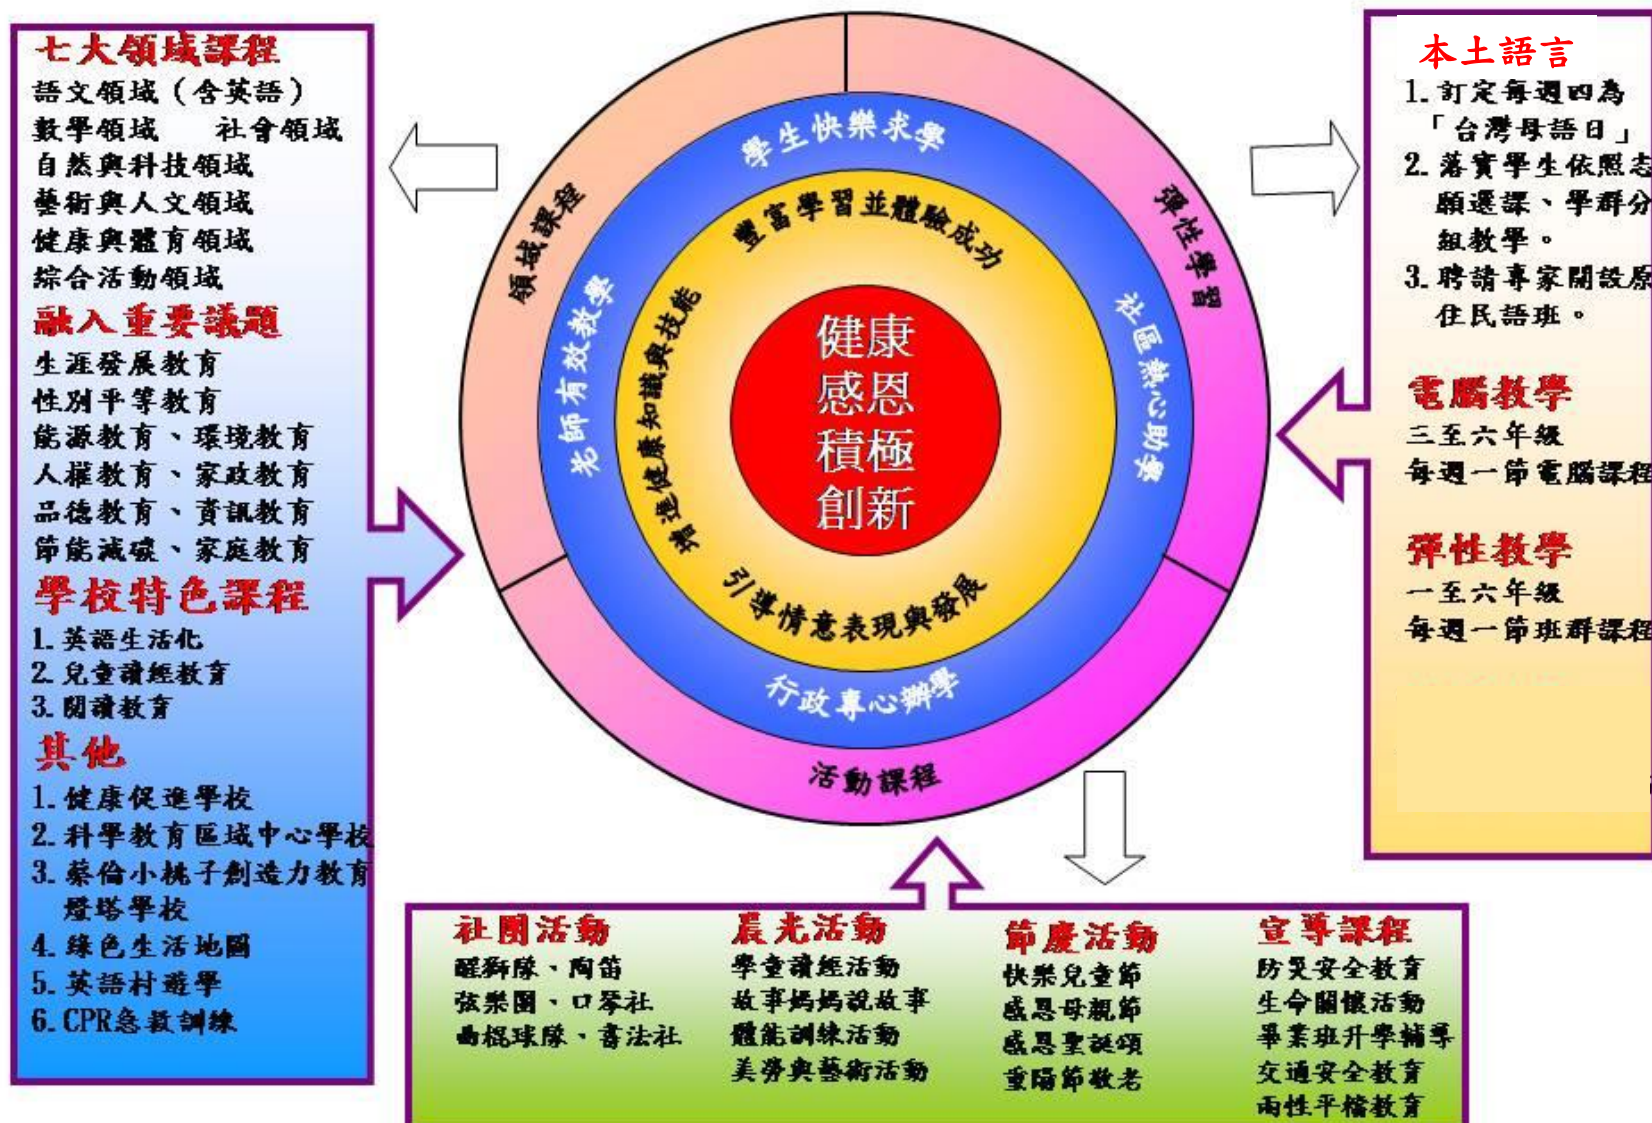 七大領域課程
語文領域（含英語）
數學領域 社會領域
自然與科技領域
藝術與人文領域
健康與體育領域
綜合活動領域
融入重要議題
生涯發展教育
性別平等教育
能源教育、環境教育
人權教育、家政教育
品德教育、資訊教育
節能減碳、家庭教育
學校特色課程
1.英語生活化
2.兒童讀經教育
3.閱讀教育
其他
1.健康促進學校
2.科學教育區域中心學校
3.蔡倫小桃子創造力教育
燈塔學校
4.綠色生活地圖
5.英語村遊學
6.CPR急救訓練
領域課程
彈性學習
活動課程
學生快樂求學
老師有效教學
社區熱心助學
行政專心辦學
豐富學習並體驗成功
增進健康知識與技能
引導情意表現與發展
健康
感恩
積極
創新
本土語言
1.訂定每週四為
「台灣母語日」
2.落實學生依照志
願選課、學群分
組教學。
3.聘請專家開設原
住民語班。
電腦教學
三至六年級
每週一節電腦課程
彈性教學
一至六年級
每週一節班群課程
社團活動
醒獅隊、陶笛
弦樂團、口琴社
曲棍球隊、書法社
晨光活動
學童讀經活動
故事媽媽說故事
體能訓練活動
美勞與藝術活動
節慶活動
快樂兒童節
感恩母親節
感恩聖誕頌
重陽節敬老
宣導課程
防災安全教育
生命關懷活動
畢業班升學輔導
交通安全教育
兩性平檔教育